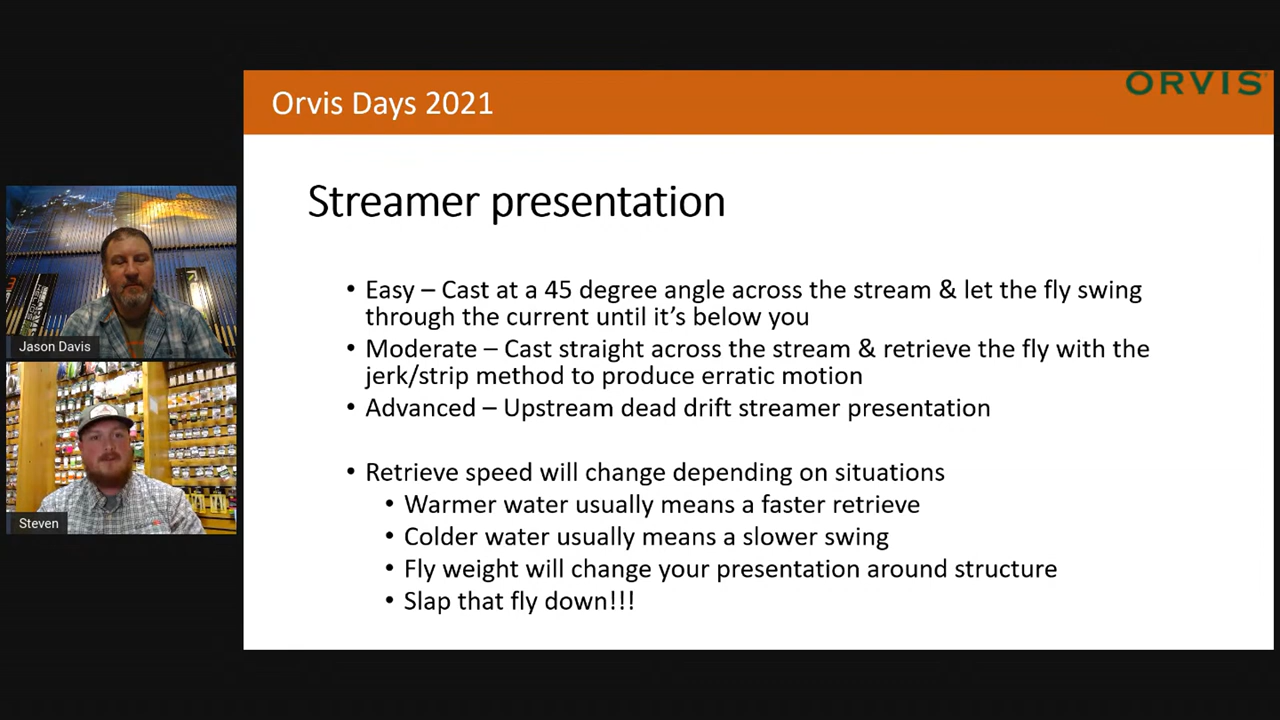 Orvis Days 2021
ORVIS
Streamer presentation
• Easy – Cast at a 45 degree angle across the stream & let the fly swing
through the current until it's below you
• Moderate – Cast straight across the stream & retrieve the fly with the
jerk/strip method to produce erratic motion
• Advanced – Upstream dead drift streamer presentation
• Retrieve speed will change depending on situations
• Warmer water usually means a faster retrieve
• Colder water usually means a slower swing
• Fly weight will change your presentation around structure
• Slap that fly down!!!
Jason Davis
Steven